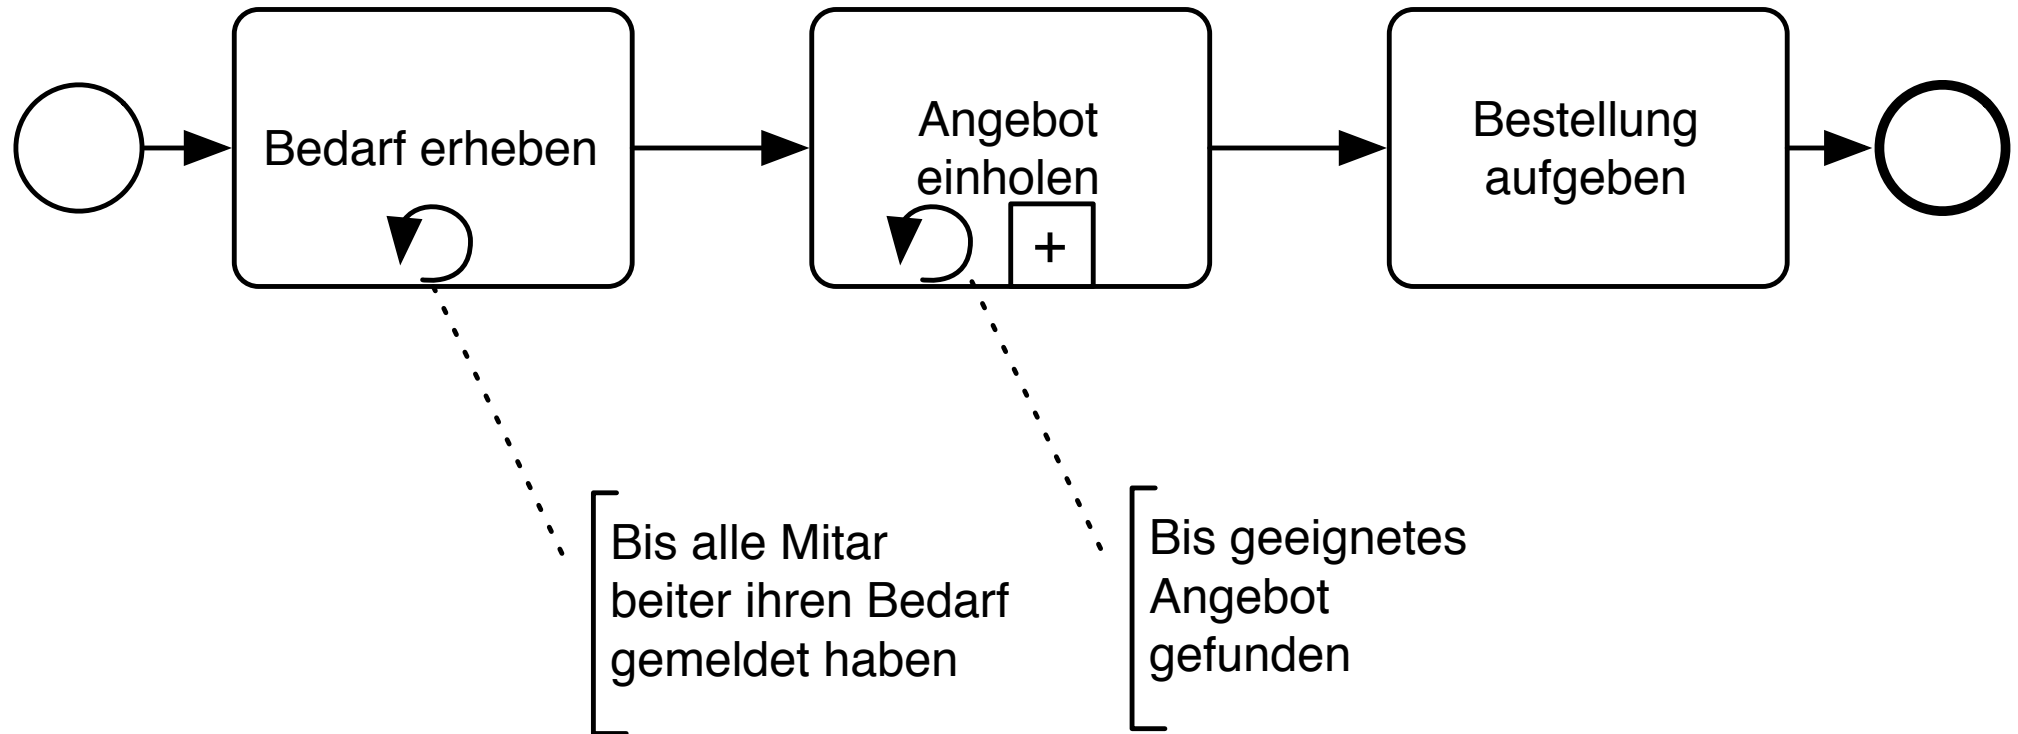 Bedarf erheben
Angebot
einholen
+
Bestellung
aufgeben
Bis alle Mitar
beiter ihren Bedarf
gemeldet haben
Bis geeignetes
Angebot
gefunden